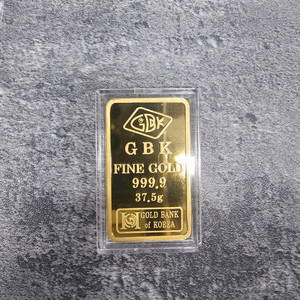 GBK
GBK
FINE GOLD
999.9
37.5g
GOLD BANK
of KOREA